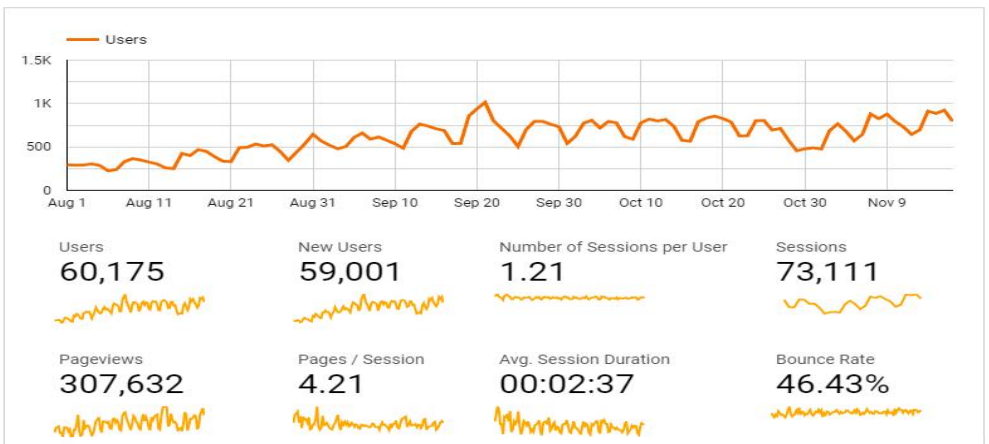 Users
1.5K
1K
500
0
Aug 1 Aug 11 Aug 21 Aug 31 Sep 10 Sep 20 Sep 30 Oct 10 Oct 20 Oct 30 Nov 9
Users New Users Number of Sessions per User Sessions
60,175 59,001 1.21 73,111
Pageviews Pages / Session Avg. Session Duration Bounce Rate
307,632 4.21 00:02:37 46.43%